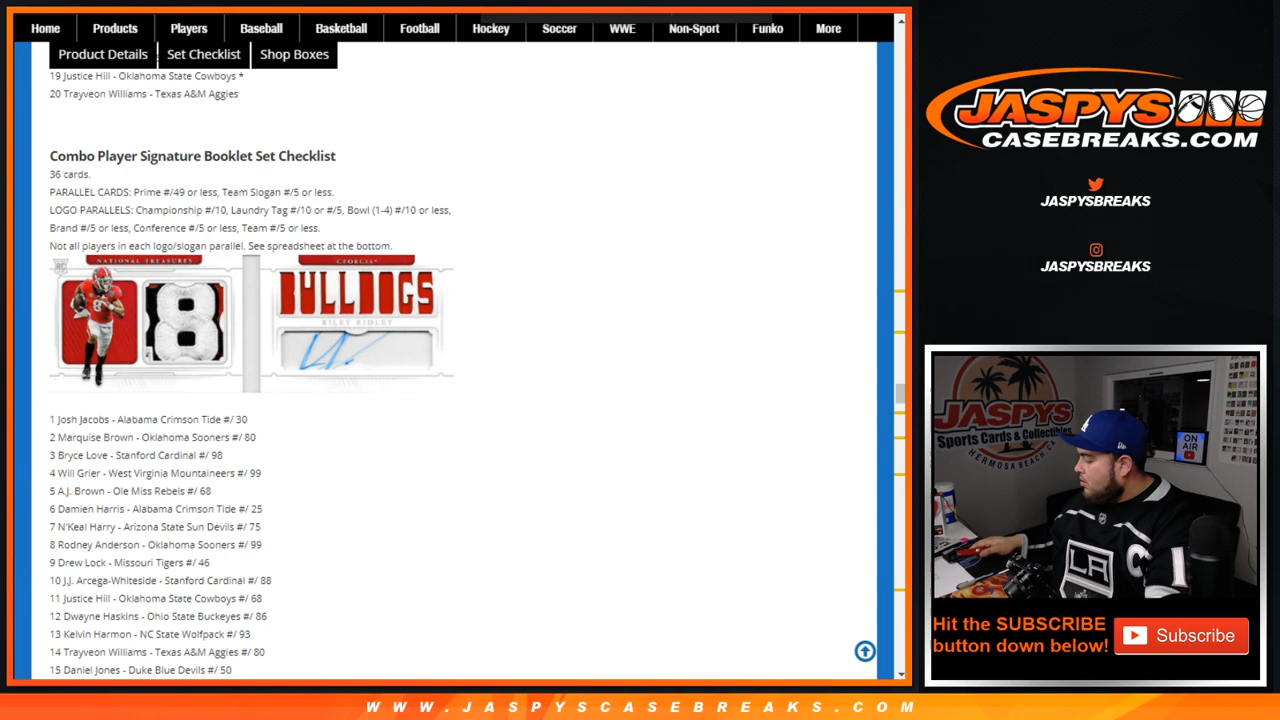 Home Products Players Baseball Basketball Football Hockey Soccer WWE Non-Sport Funko More
Product Details Set Checklist Shop Boxes
19 Justice Hill - Oklahoma State Cowboys *
20 Trayveon Williams - Texas A&M Aggies
Combo Player Signature Booklet Set Checklist
36 cards.
PARALLEL CARDS: Prime #/49 or less, Team Slogan #/5 or less.
LOGO PARALLELS: Championship #/10, Laundry Tag #/10 or #/5, Bowl (1-4) #/10 or less,
Brand #/5 or less, Conference #/5 or less, Team #/5 or less.
Not all players in each logo/slogan parallel. See spreadsheet at the bottom.
NATIONAL TREASURES
GEORGIA
8
BULLDOGS
RILEY RIDLEY
1 Josh Jacobs - Alabama Crimson Tide #/ 30
2 Marquise Brown - Oklahoma Sooners #/ 80
3 Bryce Love - Stanford Cardinal #/ 98
4 Will Grier - West Virginia Mountaineers #/ 99
5 A.J. Brown - Ole Miss Rebels #/ 68
6 Damien Harris - Alabama Crimson Tide #/ 25
7 N'Keal Harry - Arizona State Sun Devils #/ 75
8 Rodney Anderson - Oklahoma Sooners #/ 99
9 Drew Lock - Missouri Tigers #/ 46
10 J.J. Arcega-Whiteside - Stanford Cardinal #/ 88
11 Justice Hill - Oklahoma State Cowboys #/ 68
12 Dwayne Haskins - Ohio State Buckeyes #/ 86
13 Kelvin Harmon - NC State Wolfpack #/ 93
14 Trayveon Williams - Texas A&M Aggies #/ 80
15 Daniel Jones - Duke Blue Devils #/ 50
JASPYS
CASEBREAKS.COM
JASPYSBREAKS
JASPYSBREAKS
JASPYS
Sports Cards & Collectibles
HERMOSA BEACH, CA
ON AIR
LA
C
Hit the SUBSCRIBE
button down below!
Subscribe
WWW.JASPYSCASEBREAKS.COM